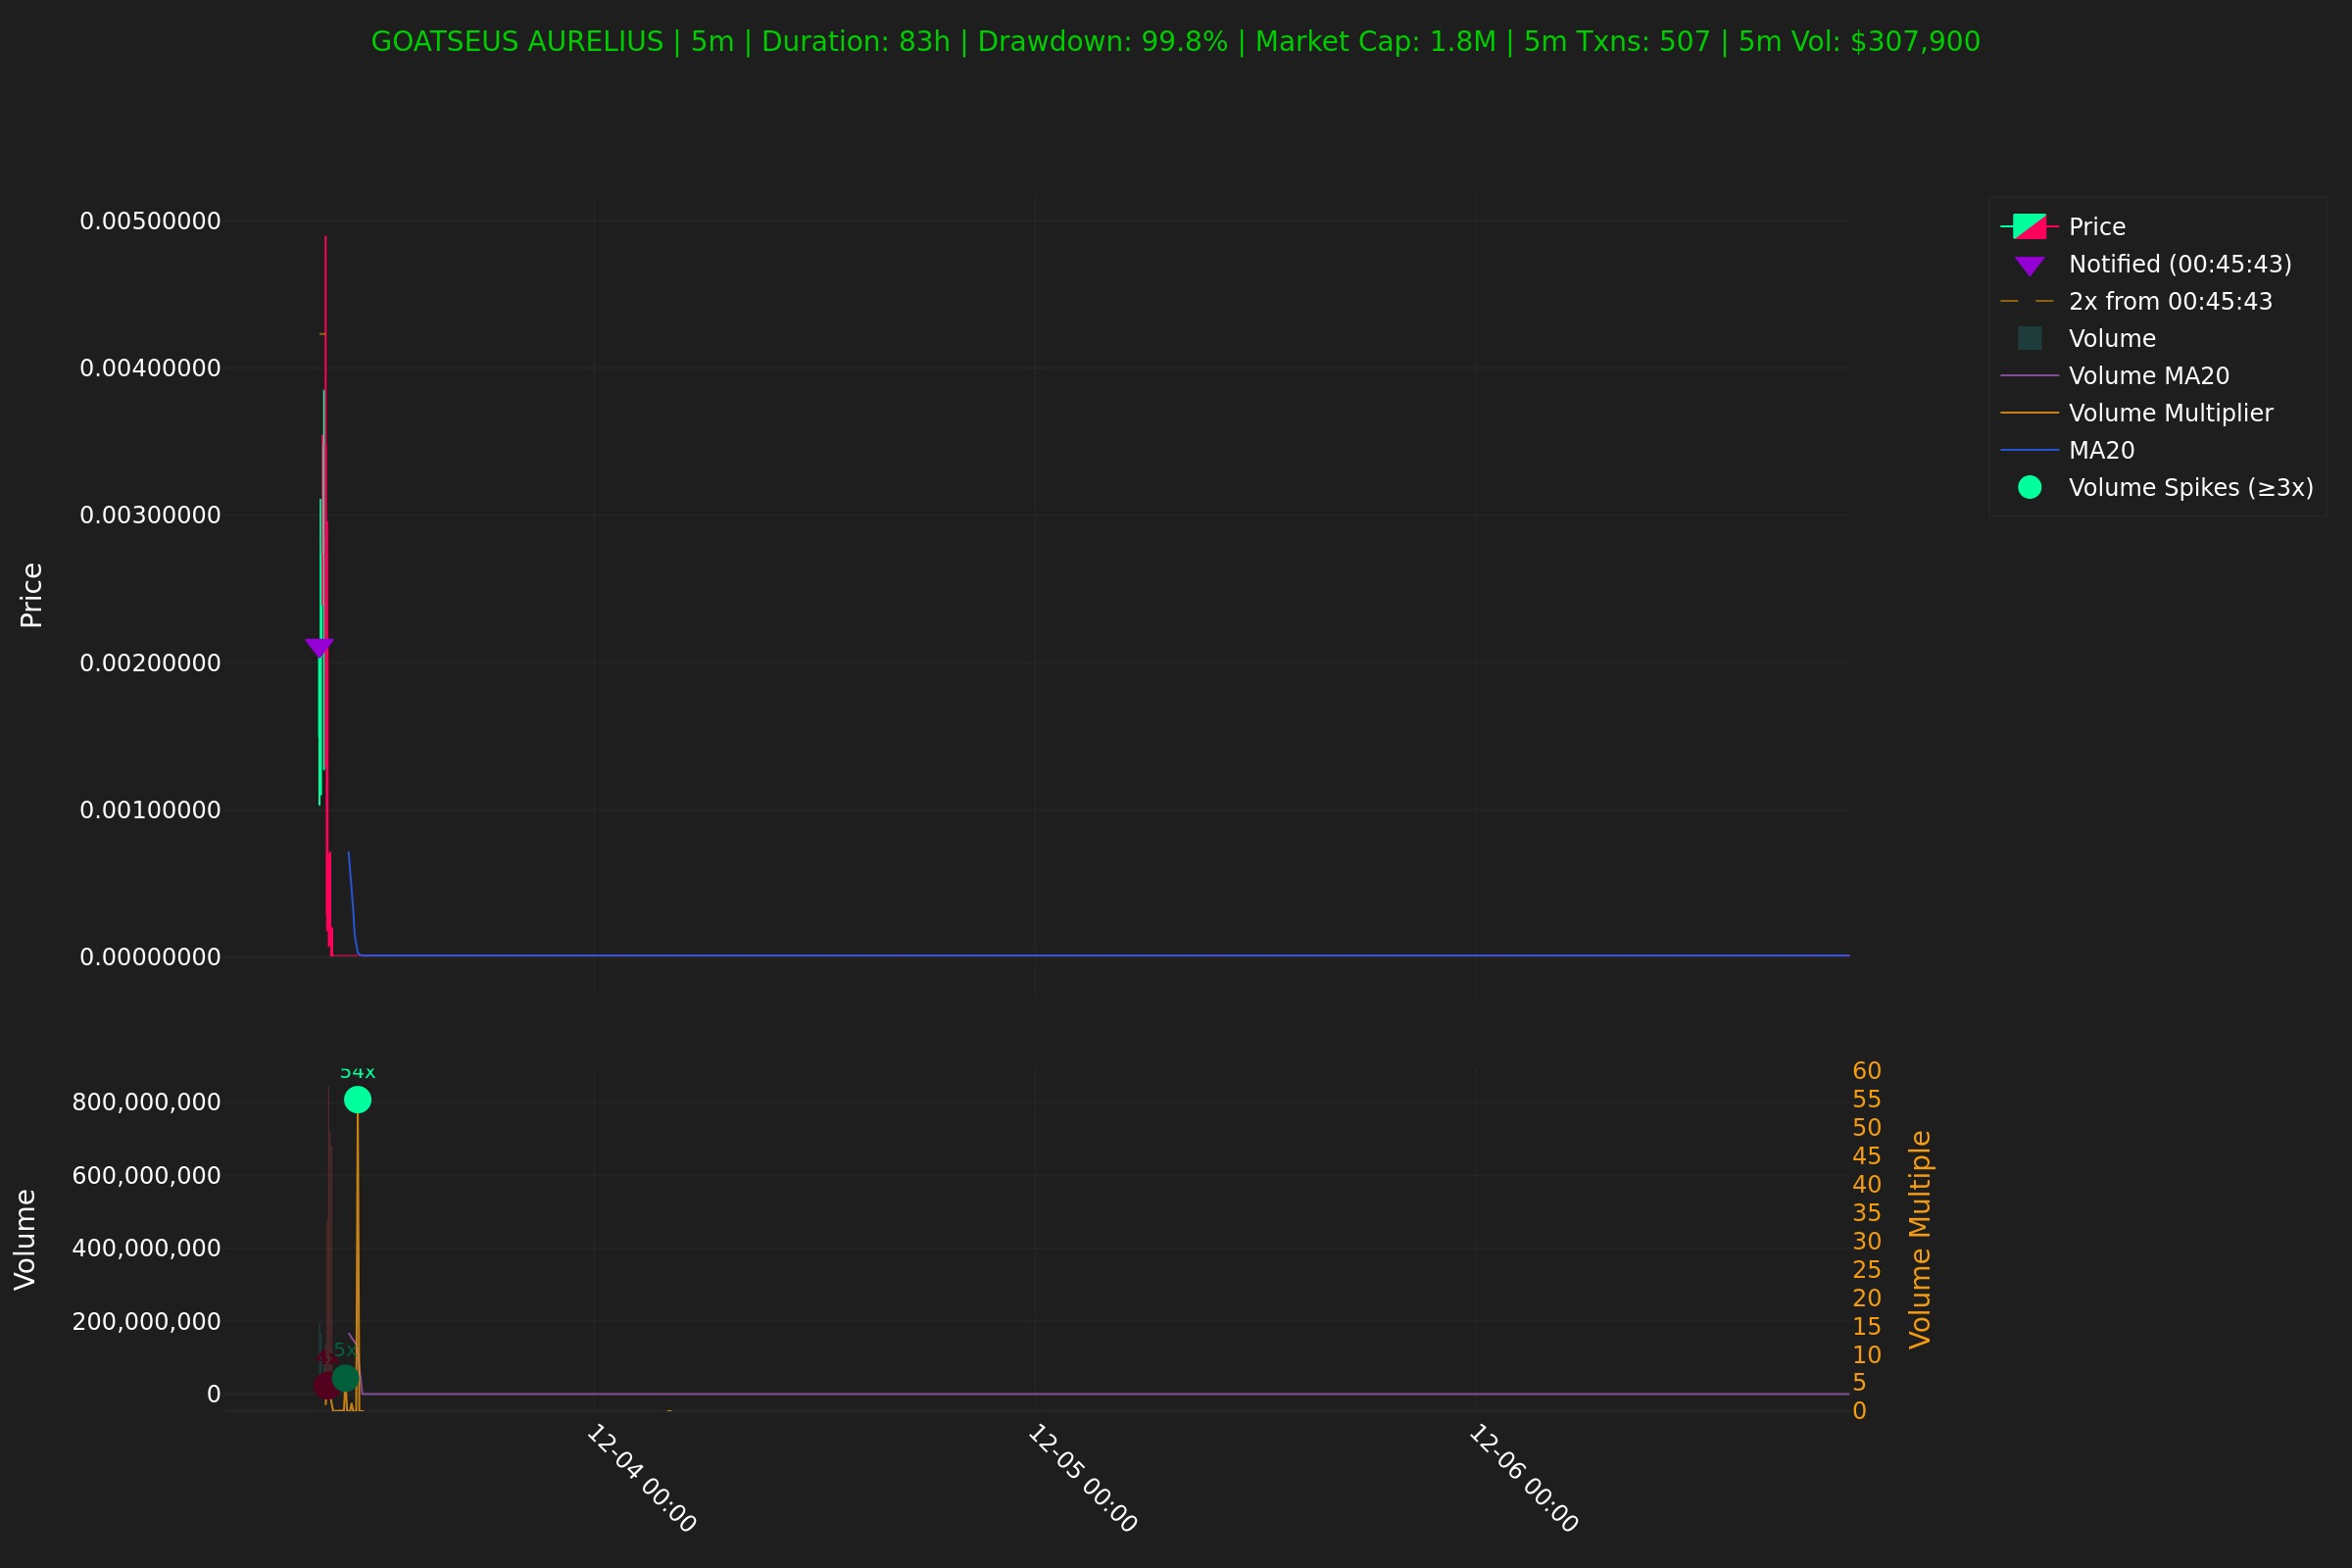 GOATSEUS AURELIUS | 5m | Duration: 83h | Drawdown: 99.8% | Market Cap: 1.8M | 5m Txns: 507 | 5m Vol: $307,900
Price
0.00500000
0.00400000
0.00300000
0.00200000
0.00100000
0.00000000
Price
Notified (00:45:43)
2x from 00:45:43
Volume
Volume MA20
Volume Multiplier
MA20
Volume Spikes (≥3x)
Volume
800,000,000
600,000,000
400,000,000
200,000,000
0
54x
4x
5x
60
55
50
45
40
35
30
25
20
15
10
5
0
Volume Multiple
12-04 00:00
12-05 00:00
12-06 00:00